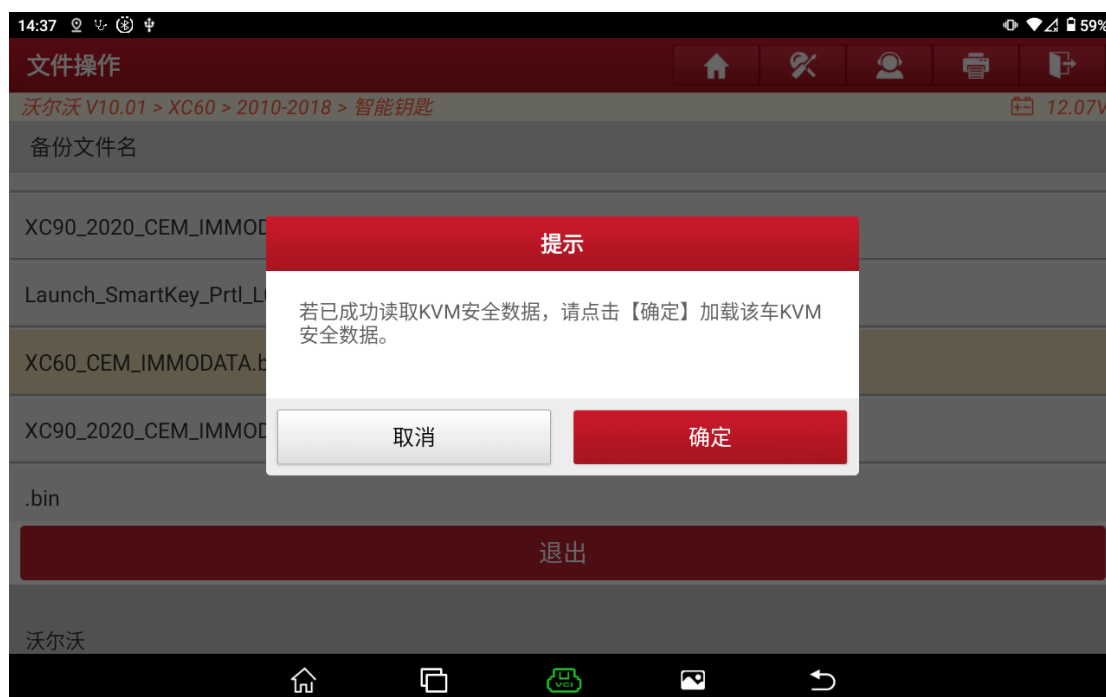 14:37
59%
文件操作
沃尔沃 V10.01 > XC60 > 2010-2018 > 智能钥匙
12.07V
备份文件名
XC90_2020_CEM_IMMOD
提示
Launch_SmartKey_Prtl_L
若已成功读取KVM安全数据，请点击【确定】加载该车KVM
安全数据。
XC60_CEM_IMMODATA.b
XC90_2020_CEM_IMMOD
取消
确定
.bin
退出
沃尔沃
VCI